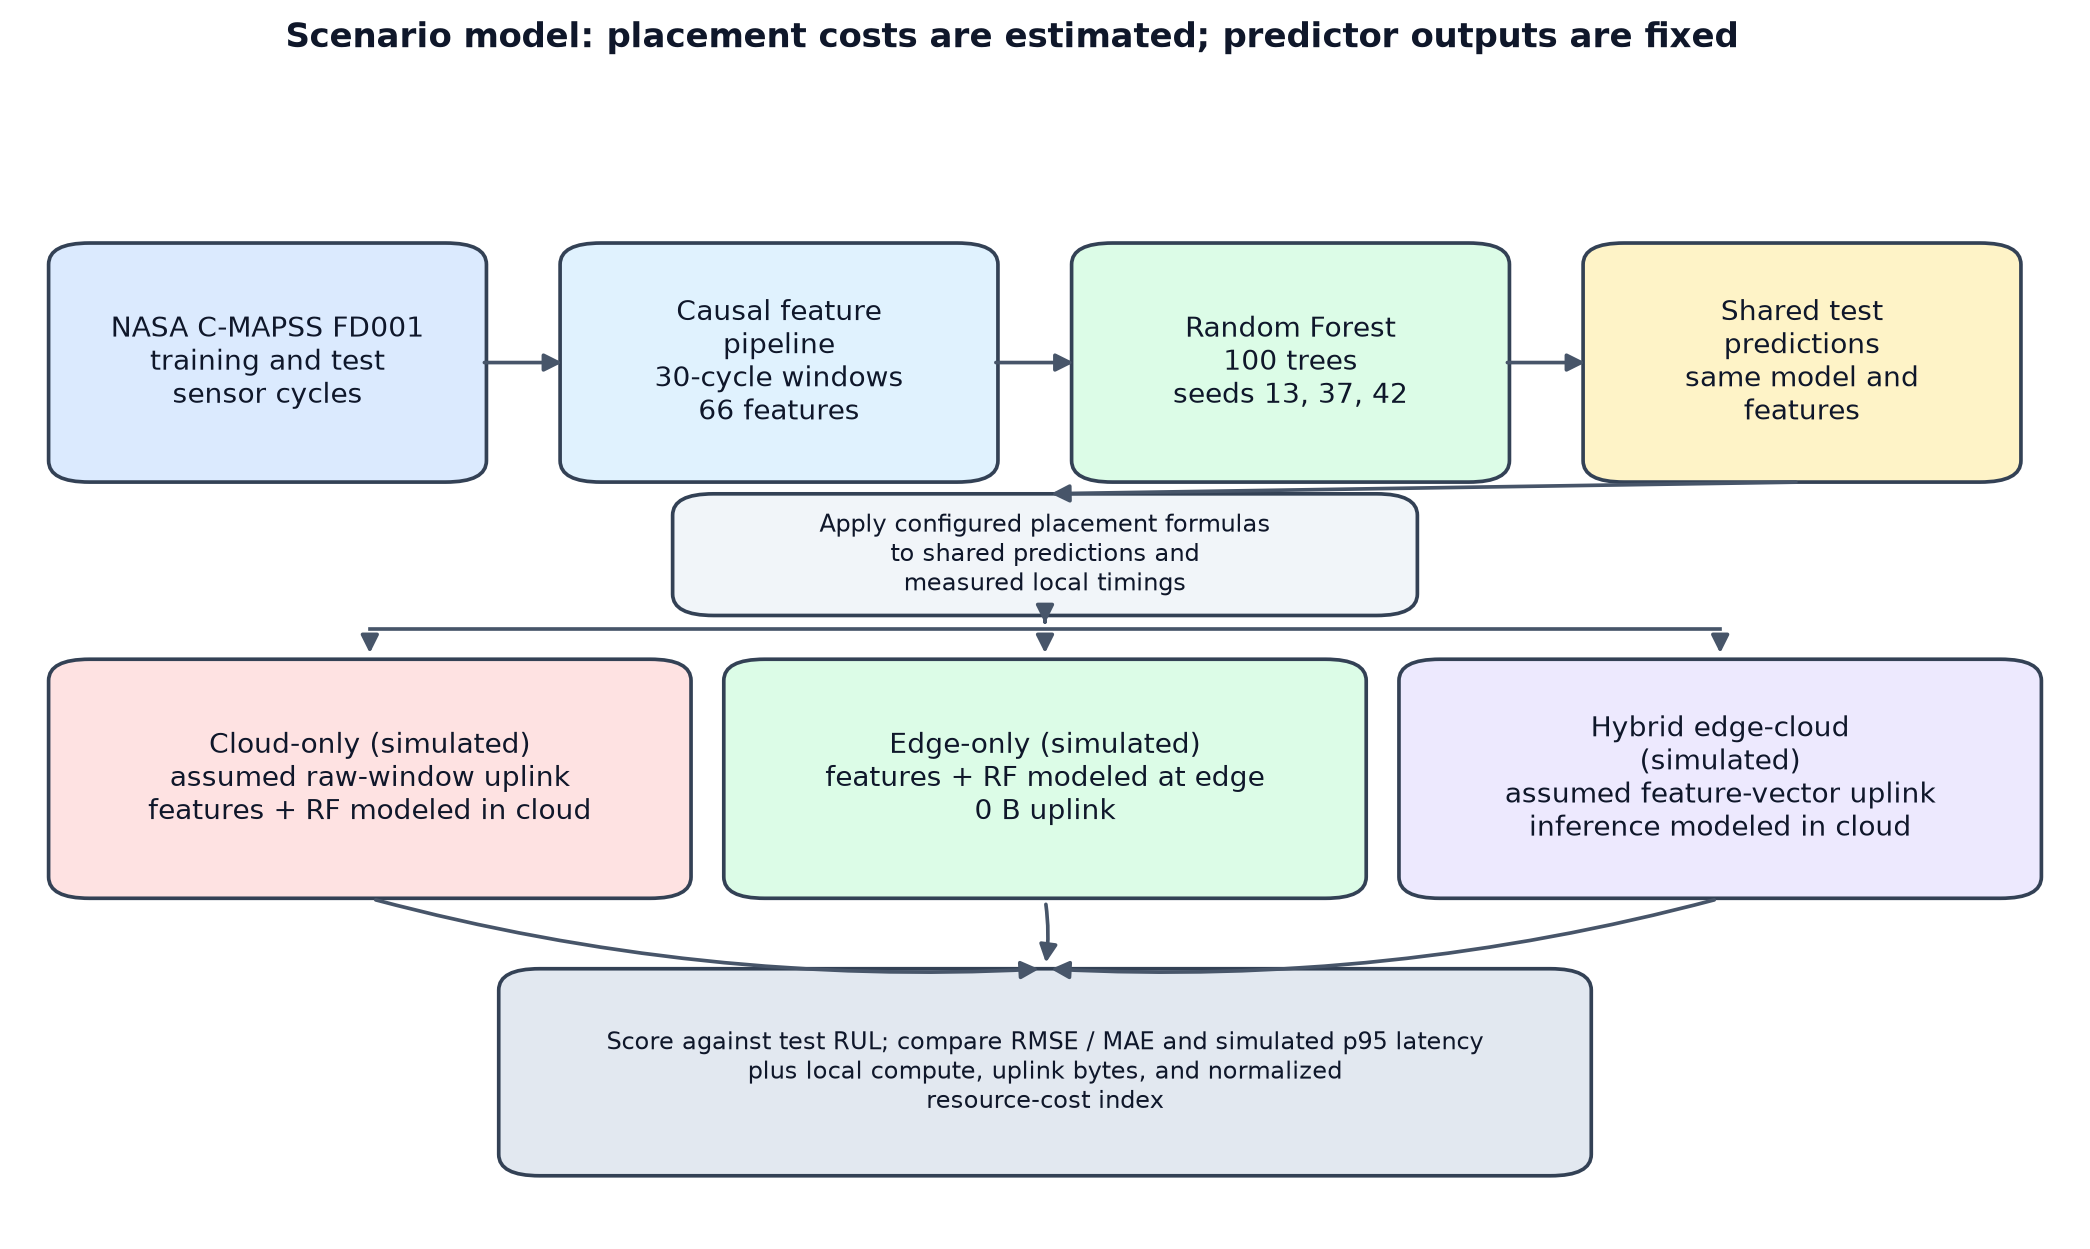 Scenario model: placement costs are estimated; predictor outputs are fixed
NASA C-MAPSS FD001
training and test
sensor cycles
Causal feature
pipeline
30-cycle windows
66 features
Random Forest
100 trees
seeds 13, 37, 42
Shared test
predictions
same model and
features
Apply configured placement formulas
to shared predictions and
measured local timings
Cloud-only (simulated)
assumed raw-window uplink
features + RF modeled in cloud
Edge-only (simulated)
features + RF modeled at edge
0 B uplink
Hybrid edge-cloud
(simulated)
assumed feature-vector uplink
inference modeled in cloud
Score against test RUL; compare RMSE / MAE and simulated p95 latency
plus local compute, uplink bytes, and normalized
resource-cost index